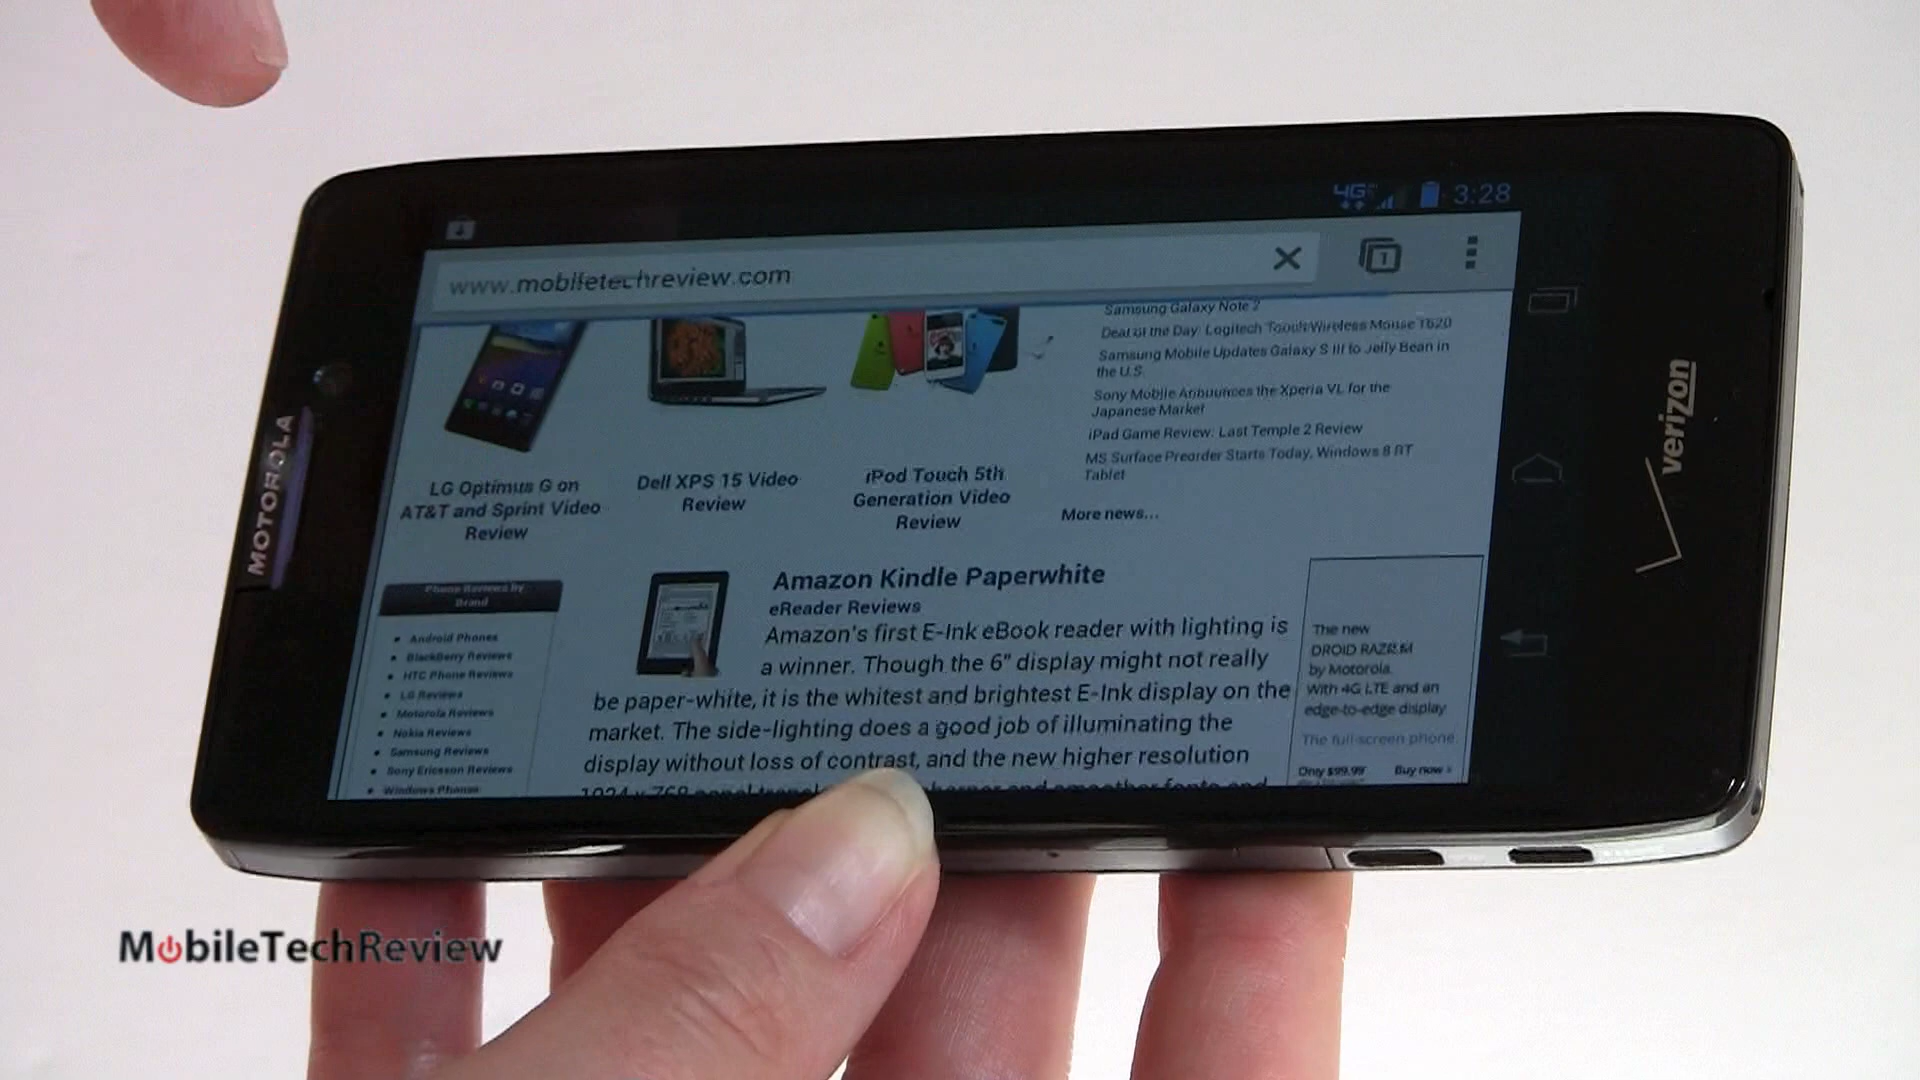 4G 3:28
www.mobiletechreview.com
1
Samsung Galaxy Note 2
Deal of the Day: Logitech Touch Wireless Mouse T620
Samsung Mobile Updates Galaxy S III to Jelly Bean in
the U.S.
Sony Mobile Announces the Xperia VL for the
Japanese Market
iPad Game Review: Last Temple 2 Review
MS Surface Preorder Starts Today, Windows 8 RT
Tablet
More news...
LG Optimus G on
AT&T and Sprint Video
Review
Dell XPS 15 Video
Review
iPod Touch 5th
Generation Video
Review
Phone Reviews by
Brand
Android Phones
BlackBerry Reviews
HTC Phone Reviews
LG Reviews
Motorola Reviews
Nokia Reviews
Samsung Reviews
Sony Ericsson Reviews
Windows Phones
Amazon Kindle Paperwhite
eReader Reviews
Amazon's first E-Ink eBook reader with lighting is
a winner. Though the 6" display might not really
be paper-white, it is the whitest and brightest E-Ink display on the
market. The side-lighting does a good job of illuminating the
display without loss of contrast, and the new higher resolution
1024 x 768 panel and smoother fonts and
The new
DROID RAZR M
by Motorola.
With 4G LTE and an
edge-to-edge display
The full-screen phone.
Only $99.99 Buy now >
MOTOROLA
verizon
MobileTechReview